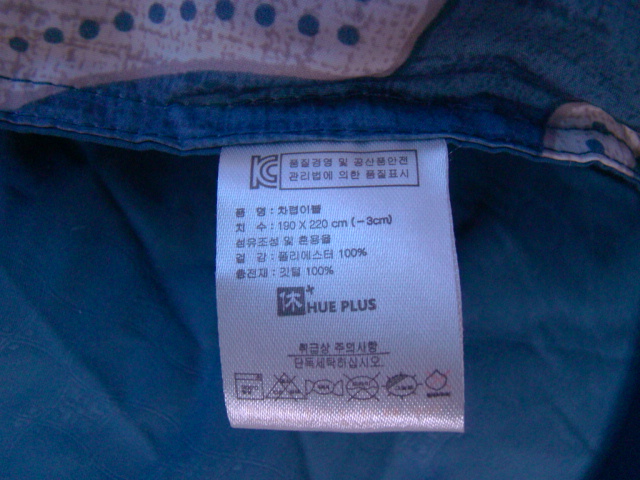 KC 품질경영 및 공산품안전
관리법에 의한 품질표시
품 명 : 차렵이불
치 수 : 190 X 220 cm (-3cm)
섬유조성 및 혼용율
겉 감 : 폴리에스터 100%
충전재 : 깃털 100%
休 HUE PLUS
취급상 주의사항
단독세탁하십시오.